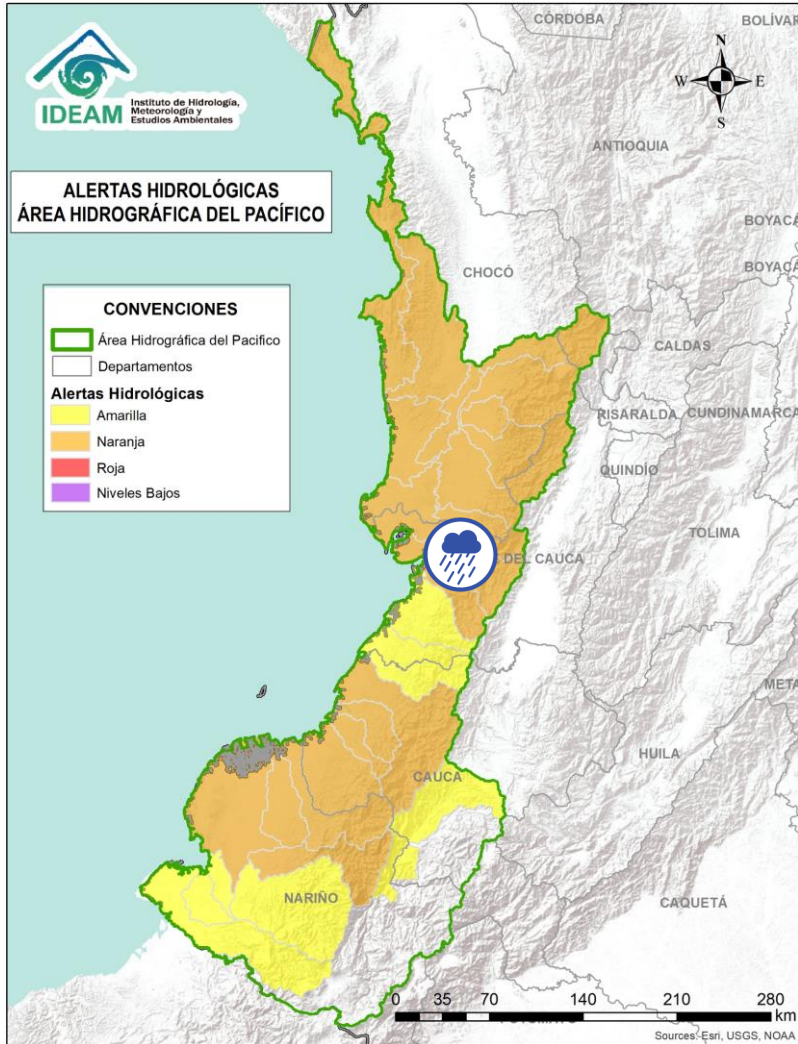 CÓRDOBA
BOLÍVAR
N
W E
S
IDEAM Instituto de Hidrología,
Meteorología y
Estudios Ambientales
ANTIOQUIA
ALERTAS HIDROLÓGICAS
ÁREA HIDROGRÁFICA DEL PACÍFICO
BOYACÁ
BOYACÁ
CHOCÓ
CONVENCIONES
Área Hidrográfica del Pacifico
Departamentos
Alertas Hidrológicas
Amarilla
Naranja
Roja
Niveles Bajos
CALDAS
RISARALDA
CUNDINAMARCA
QUINDÍO
TOLIMA
DEL CAUCA
META
HUILA
CAUCA
NARIÑO
CAQUETÁ
0 35 70 140 210 280
km
Sources: Esri, USGS, NOAA